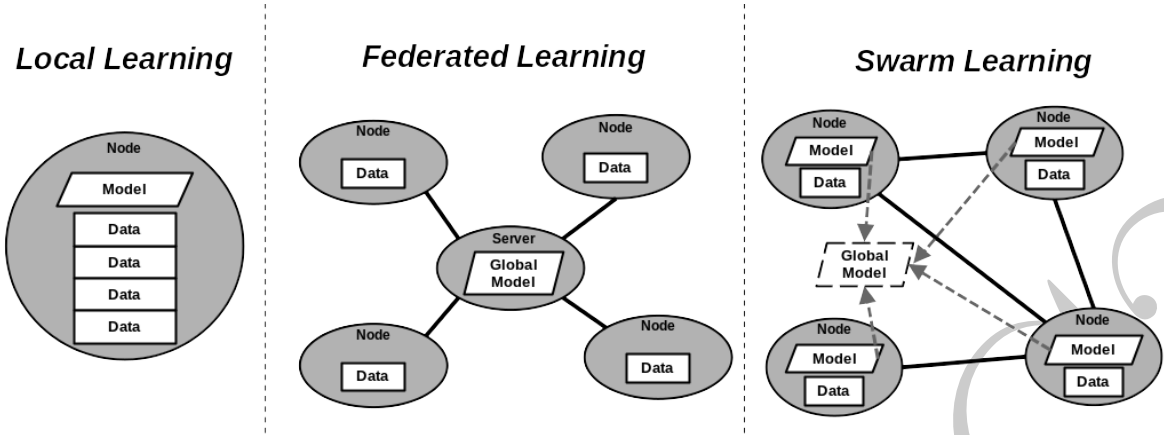 Local Learning
Node
Model
Data
Data
Data
Data
Federated Learning
Node
Data
Node
Data
Server
Global
Model
Node
Data
Node
Data
Swarm Learning
Node
Model
Data
Node
Model
Data
Global
Model
Node
Model
Data
Node
Model
Data